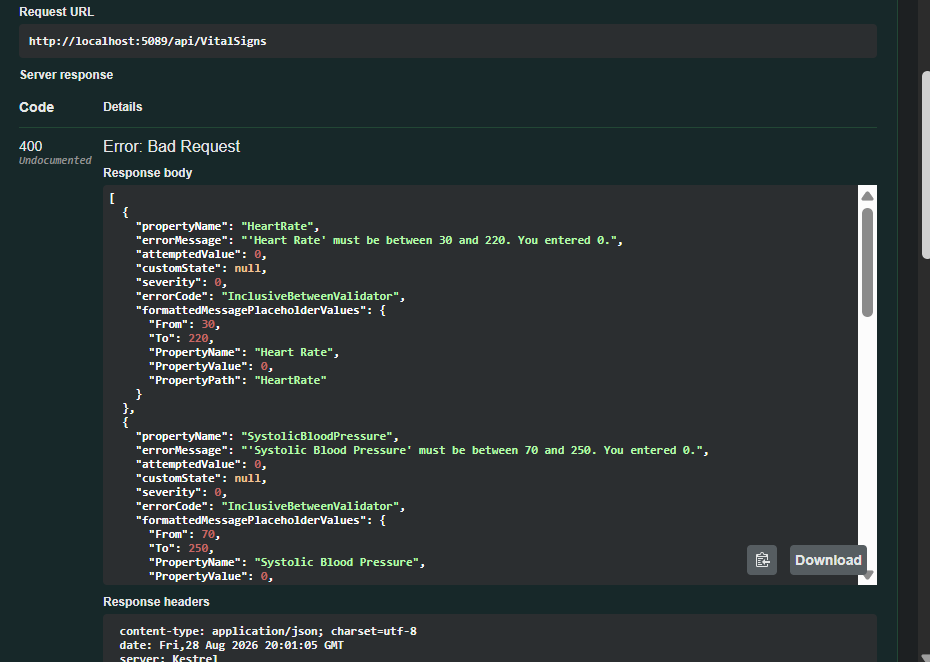 Request URL
http://localhost:5089/api/VitalSigns
Server response
Code Details
400 Error: Bad Request
Undocumented
Response body
[
  {
    "propertyName": "HeartRate",
    "errorMessage": "'Heart Rate' must be between 30 and 220. You entered 0.",
    "attemptedValue": 0,
    "customState": null,
    "severity": 0,
    "errorCode": "InclusiveBetweenValidator",
    "formattedMessagePlaceholderValues": {
      "From": 30,
      "To": 220,
      "PropertyName": "Heart Rate",
      "PropertyValue": 0,
      "PropertyPath": "HeartRate"
    }
  },
  {
    "propertyName": "SystolicBloodPressure",
    "errorMessage": "'Systolic Blood Pressure' must be between 70 and 250. You entered 0.",
    "attemptedValue": 0,
    "customState": null,
    "severity": 0,
    "errorCode": "InclusiveBetweenValidator",
    "formattedMessagePlaceholderValues": {
      "From": 70,
      "To": 250,
      "PropertyName": "Systolic Blood Pressure",
      "PropertyValue": 0,
Download
Response headers
content-type: application/json; charset=utf-8
date: Fri,28 Aug 2026 20:01:05 GMT
server: Kestrel